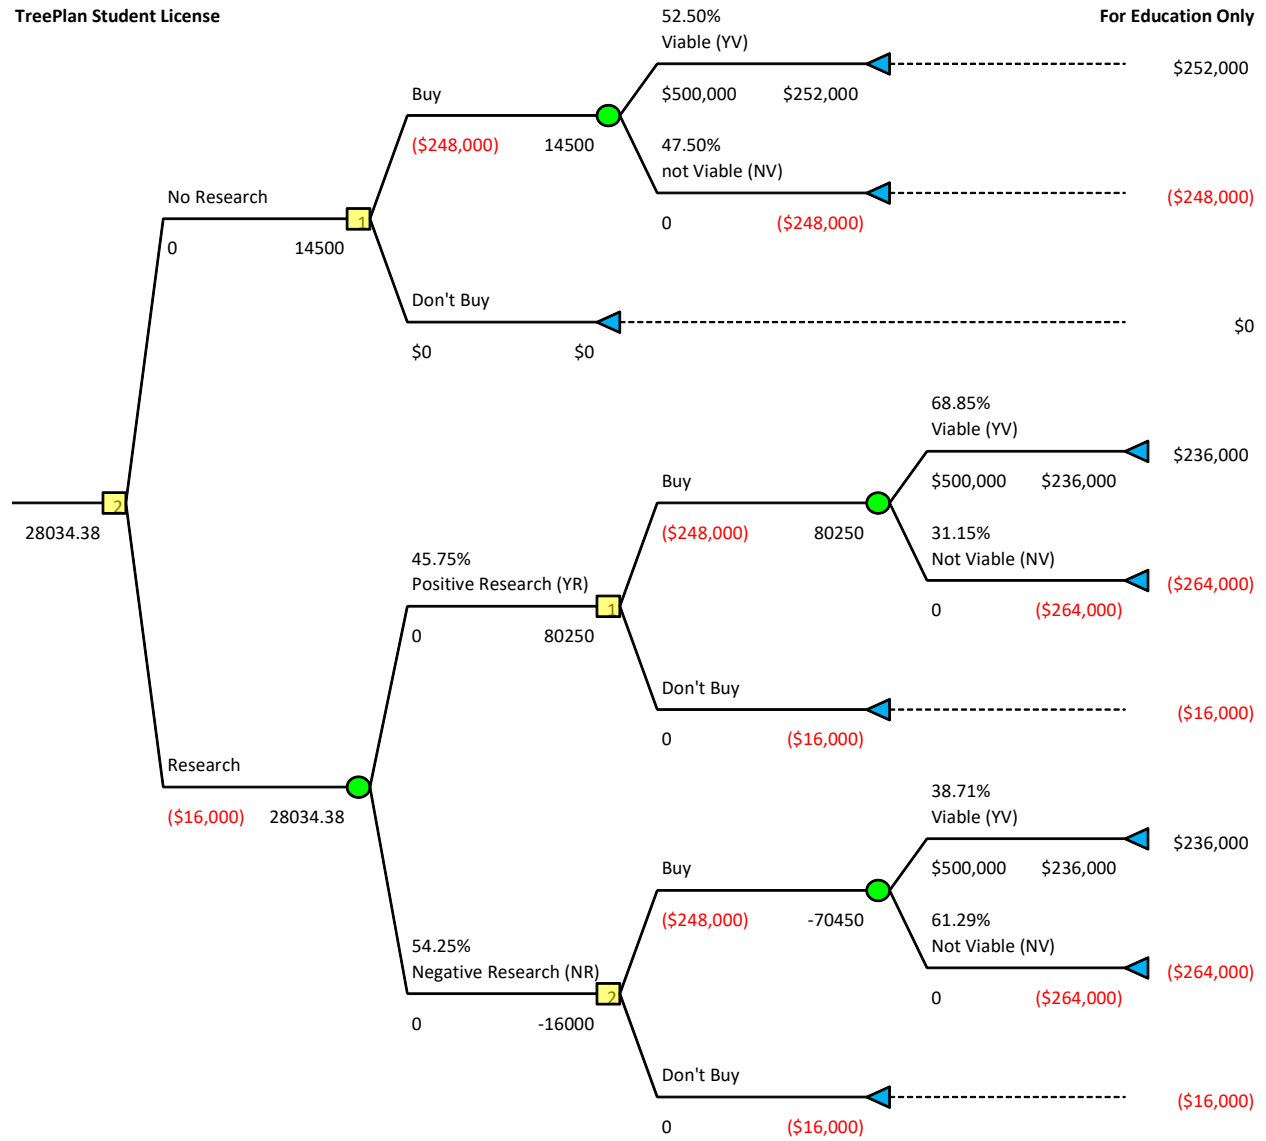 TreePlan Student License
For Education Only
52.50%
Viable (YV)
$252,000
$500,000 $252,000
Buy
($248,000) 14500
47.50%
not Viable (NV)
($248,000)
0 ($248,000)
No Research
1
0 14500
Don't Buy
$0
$0 $0
68.85%
Viable (YV)
$236,000
$500,000 $236,000
Buy
($248,000) 80250
2
28034.38
31.15%
Not Viable (NV)
($264,000)
0 ($264,000)
45.75%
Positive Research (YR)
1
0 80250
Don't Buy
($16,000)
0 ($16,000)
Research
($16,000) 28034.38
38.71%
Viable (YV)
$236,000
$500,000 $236,000
Buy
($248,000) -70450
61.29%
Not Viable (NV)
($264,000)
0 ($264,000)
54.25%
Negative Research (NR)
2
0 -16000
Don't Buy
($16,000)
0 ($16,000)